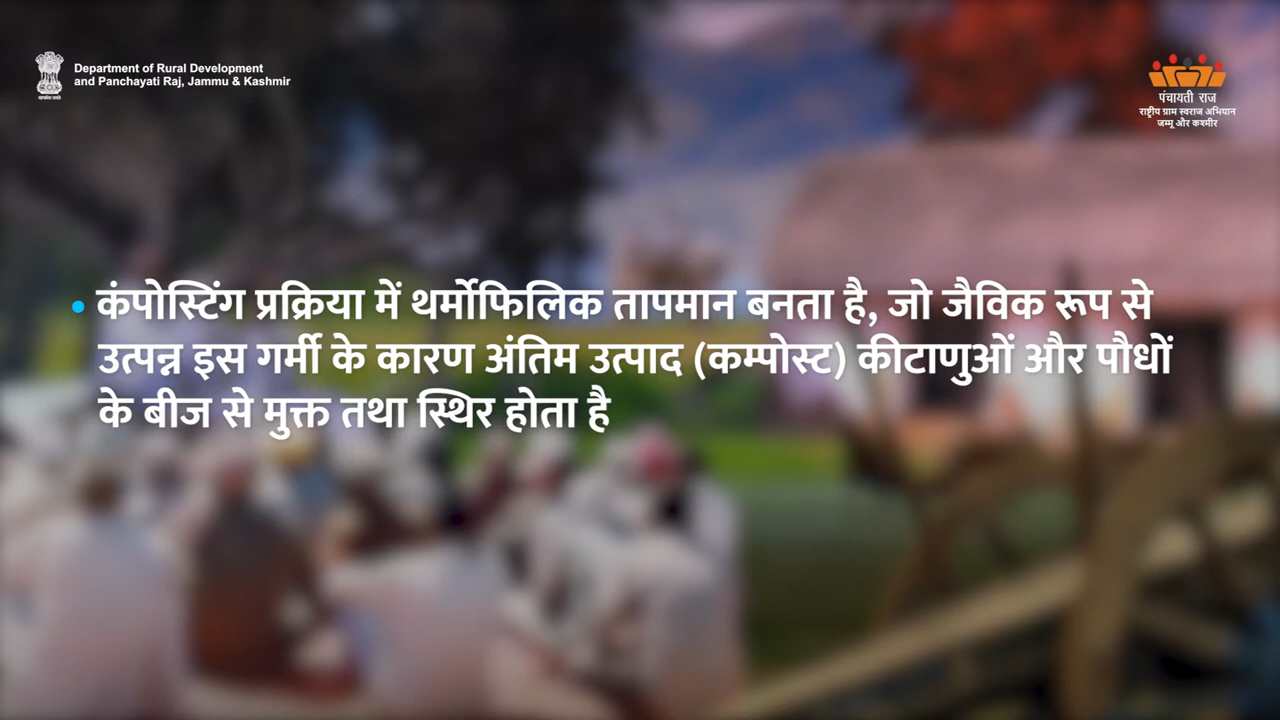 Department of Rural Development
and Panchayati Raj, Jammu & Kashmir
पंचायती राज
राष्ट्रीय ग्राम स्वराज अभियान
जम्मू और कश्मीर
• कंपोस्टिंग प्रक्रिया में थर्मोफिलिक तापमान बनता है, जो जैविक रूप से
उत्पन्न इस गर्मी के कारण अंतिम उत्पाद (कम्पोस्ट) कीटाणुओं और पौधों
के बीज से मुक्त तथा स्थिर होता है